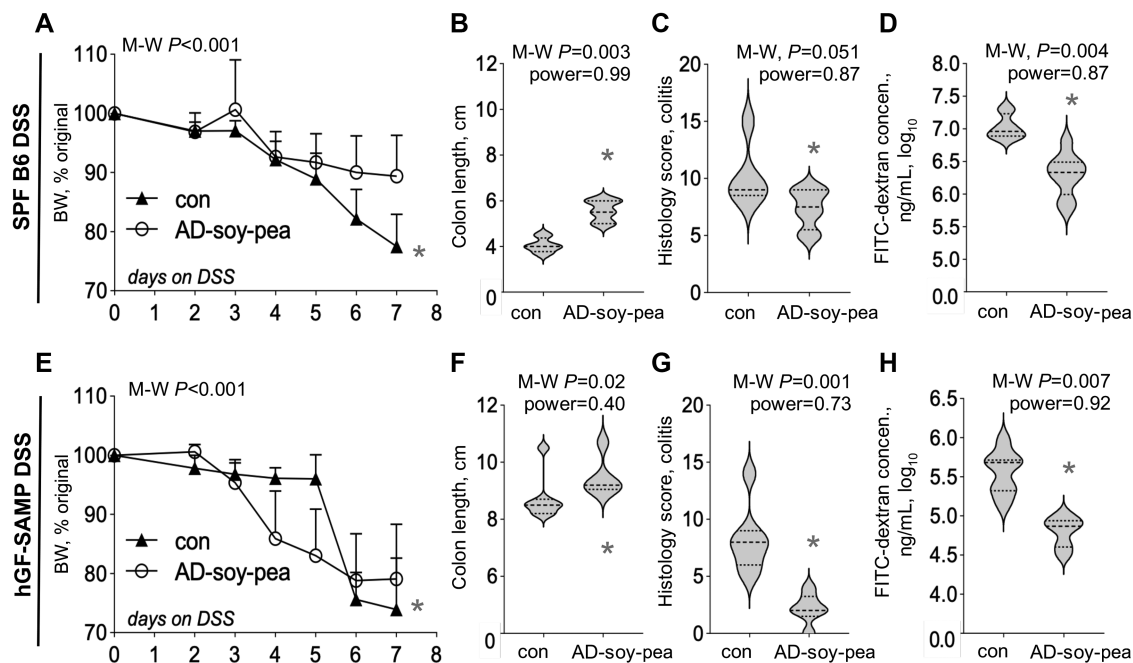 A
SPF B6 DSS
M-W P<0.001
110
100
90
80
70
BW, % original
con
AD-soy-pea
*
days on DSS
0 1 2 3 4 5 6 7 8
B
M-W P=0.003
power=0.99
12
8
6
4
0
Colon length, cm
*
con AD-soy-pea
C
M-W, P=0.051
power=0.87
20
15
10
5
0
Histology score, colitis
*
con AD-soy-pea
D
M-W, P=0.004
power=0.87
7.5
7.0
6.5
6.0
5.5
5.0
0.0
FITC-dextran concen.,
ng/mL, log10
*
con AD-soy-pea
E
hGF-SAMP DSS
M-W P<0.001
110
100
90
80
70
BW, % original
con
AD-soy-pea
*
days on DSS
0 1 2 3 4 5 6 7 8
F
M-W P=0.02
power=0.40
12
8
6
0
Colon length, cm
*
con AD-soy-pea
G
M-W P=0.001
power=0.73
20
15
10
5
0
Histology score, colitis
*
con AD-soy-pea
H
M-W P=0.007
power=0.92
6.5
6.0
5.5
5.0
4.5
4.0
0.0
FITC-dextran concen.,
ng/mL, log10
*
con AD-soy-pea